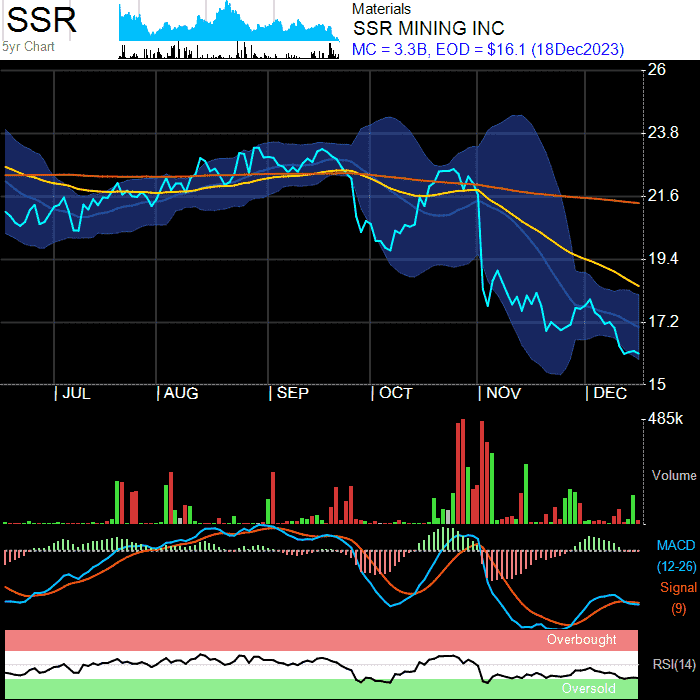 SSR
5yr Chart
Materials
SSR MINING INC
MC = 3.3B, EOD = $16.1 (18Dec2023)
26
23.8
21.6
19.4
17.2
15
| JUL | AUG | SEP | OCT | NOV | DEC
485k
Volume
MACD
(12-26)
Signal
(9)
Overbought
RSI(14)
Oversold